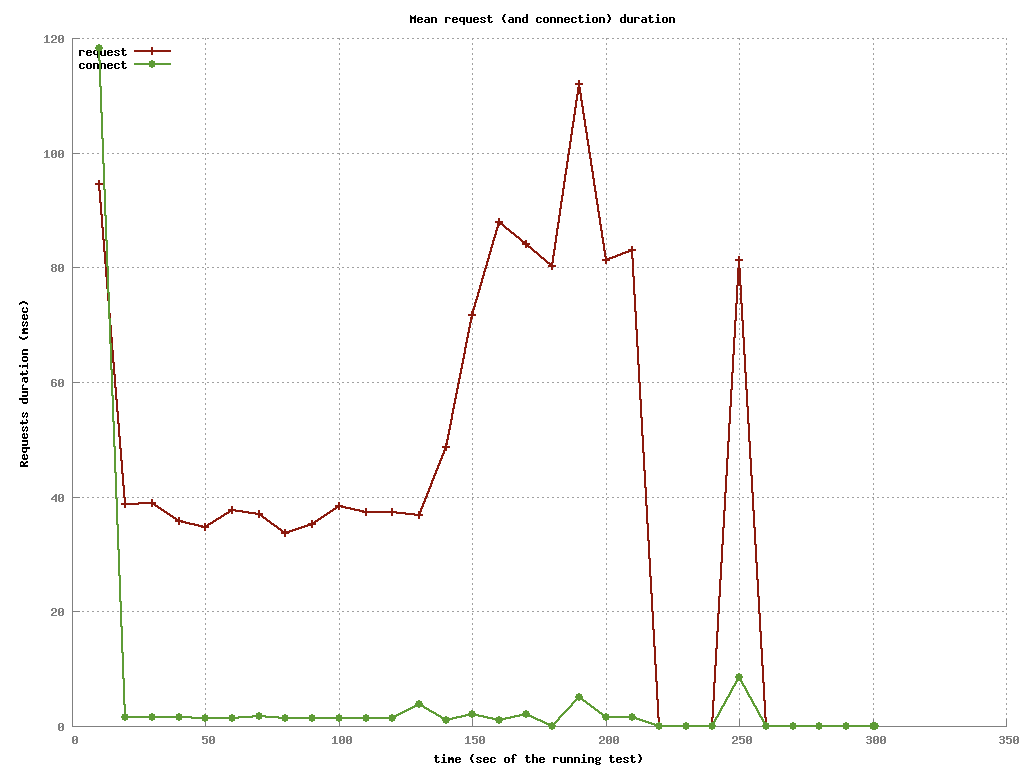 Mean request (and connection) duration
120
request
connect
100
80
60
40
20
0
Requests duration (msec)
0 50 100 150 200 250 300 350
time (sec of the running test)